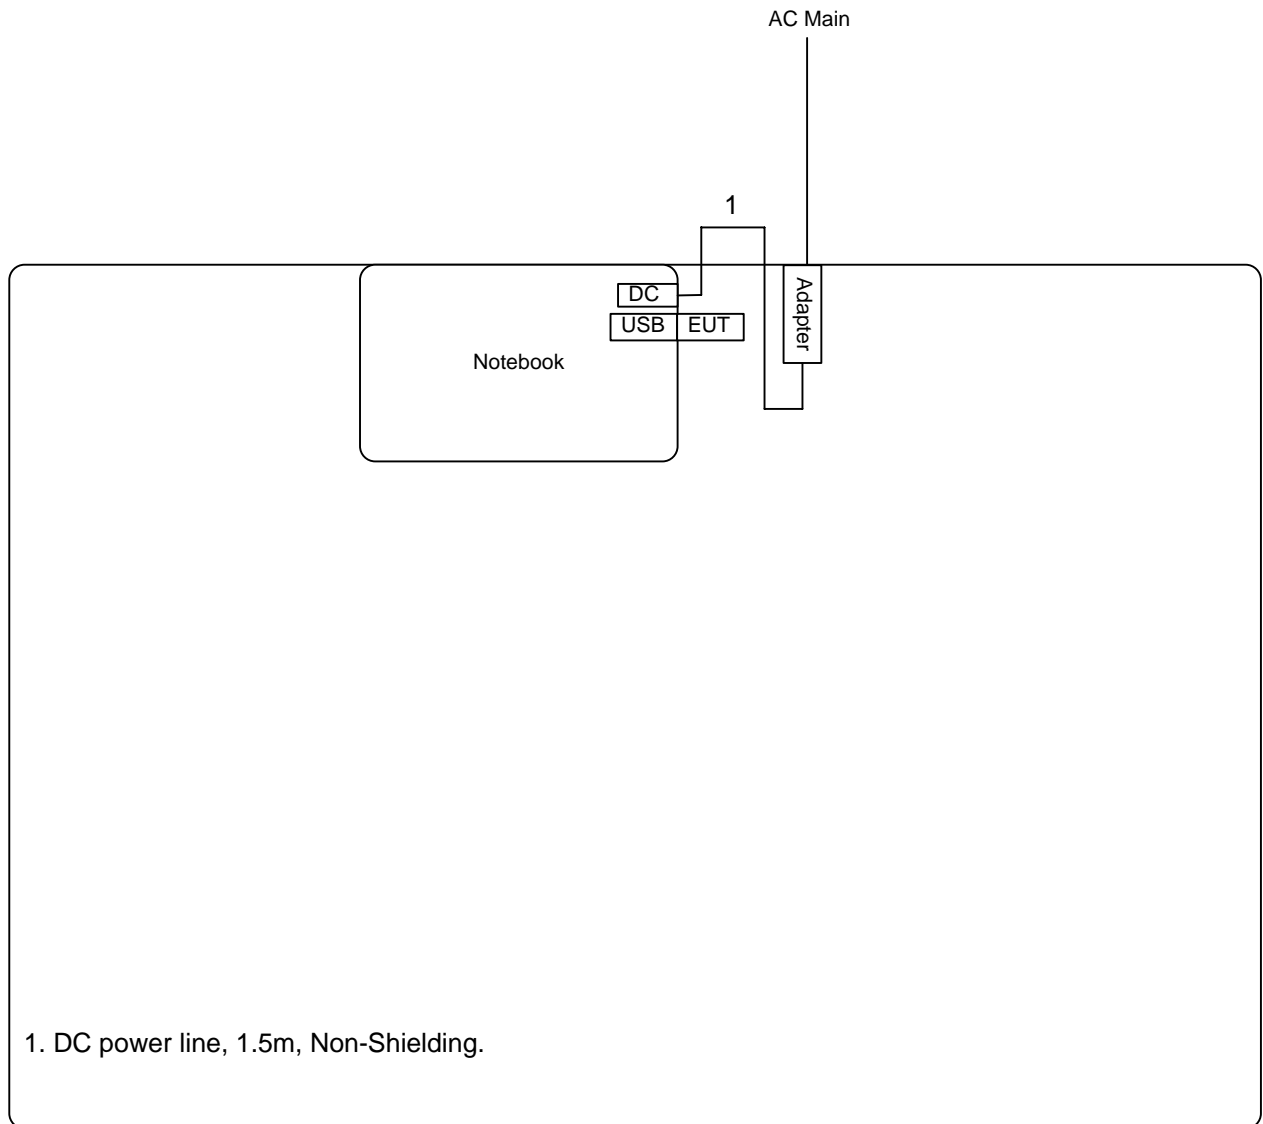 AC Main
1
DC
USB EUT
Adapter
Notebook
1. DC power line, 1.5m, Non-Shielding.